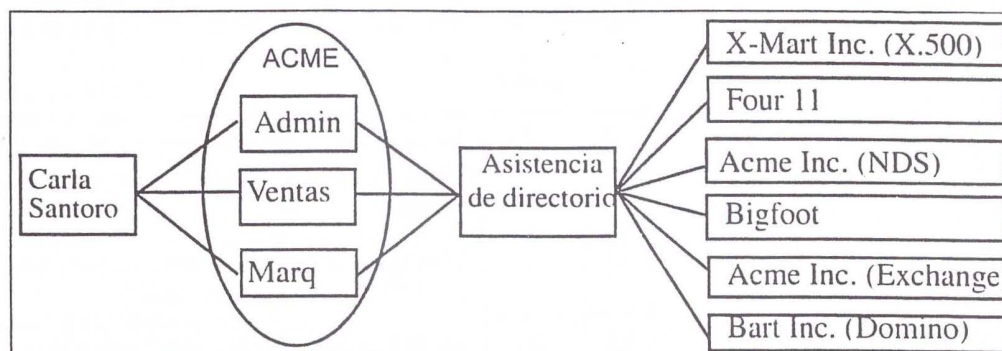 ACME
Admin
Ventas
Marq
Carla
Santoro
Asistencia
de directorio
X-Mart Inc. (X.500)
Four 11
Acme Inc. (NDS)
Bigfoot
Acme Inc. (Exchange
Bart Inc. (Domino)